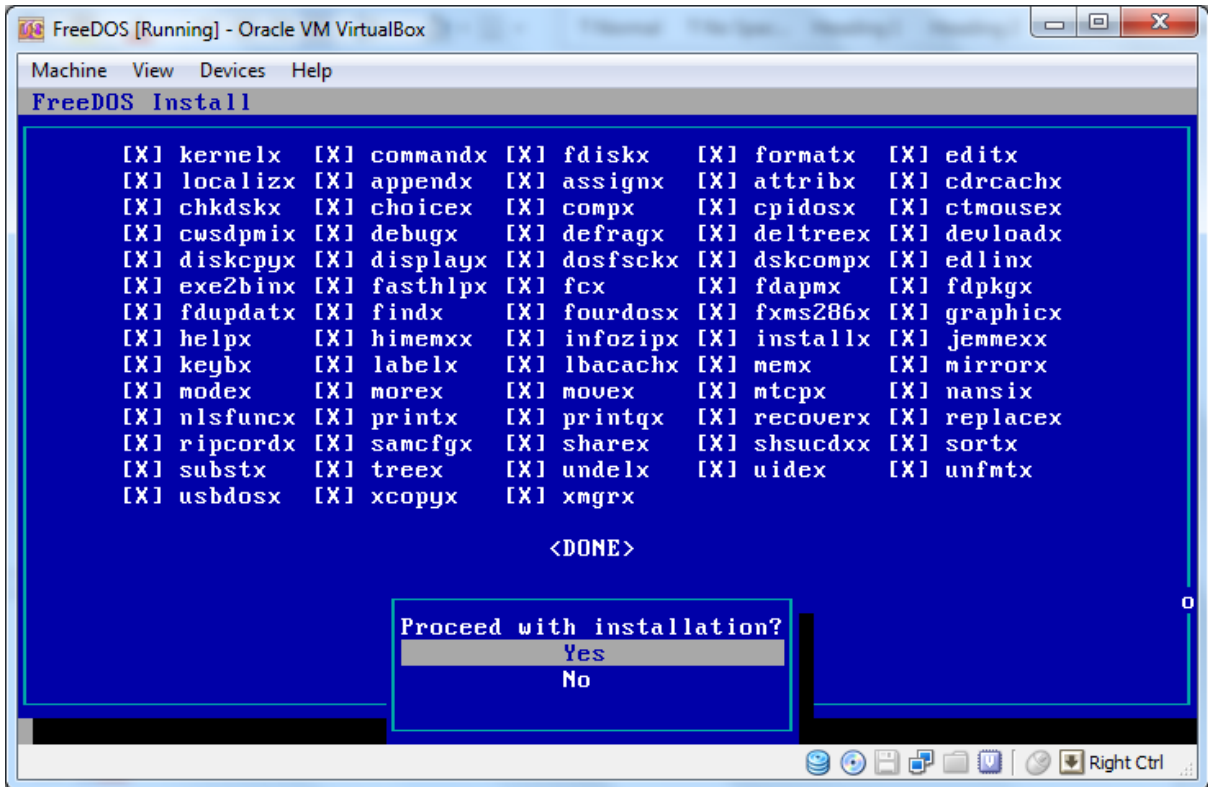 FreeDOS [Running] - Oracle VM VirtualBox
Machine View Devices Help
FreeDOS Install
[X] kernelx [X] commandx [X] fdiskx [X] formatx [X] editx
[X] localizx [X] appendx [X] assignx [X] attribx [X] cdrcachx
[X] chkdskx [X] choicex [X] compx [X] cpidosx [X] ctmousex
[X] cwsdpmix [X] debugx [X] defragx [X] deltreex [X] devloadx
[X] diskcpyx [X] displayx [X] dosfsckx [X] dskcompx [X] edlinx
[X] exe2binx [X] fasthlpx [X] fcx [X] fdapmx [X] fdpkgx
[X] fdupdatx [X] findx [X] fourdosx [X] fxms286x [X] graphicx
[X] helpx [X] himemxx [X] infozipx [X] installx [X] jemmexx
[X] keybx [X] labelx [X] lbacachx [X] memx [X] mirrorx
[X] modex [X] morex [X] movex [X] mtcpx [X] nansix
[X] nlsfuncx [X] printx [X] printqx [X] recoverx [X] replacex
[X] ripcordx [X] samcfgx [X] sharex [X] shsucdxx [X] sortx
[X] substx [X] treex [X] undelx [X] uidex [X] unfmtx
[X] usbdosx [X] xcopyx [X] xmgrx
<DONE>
o
Proceed with installation?
Yes
No
Right Ctrl